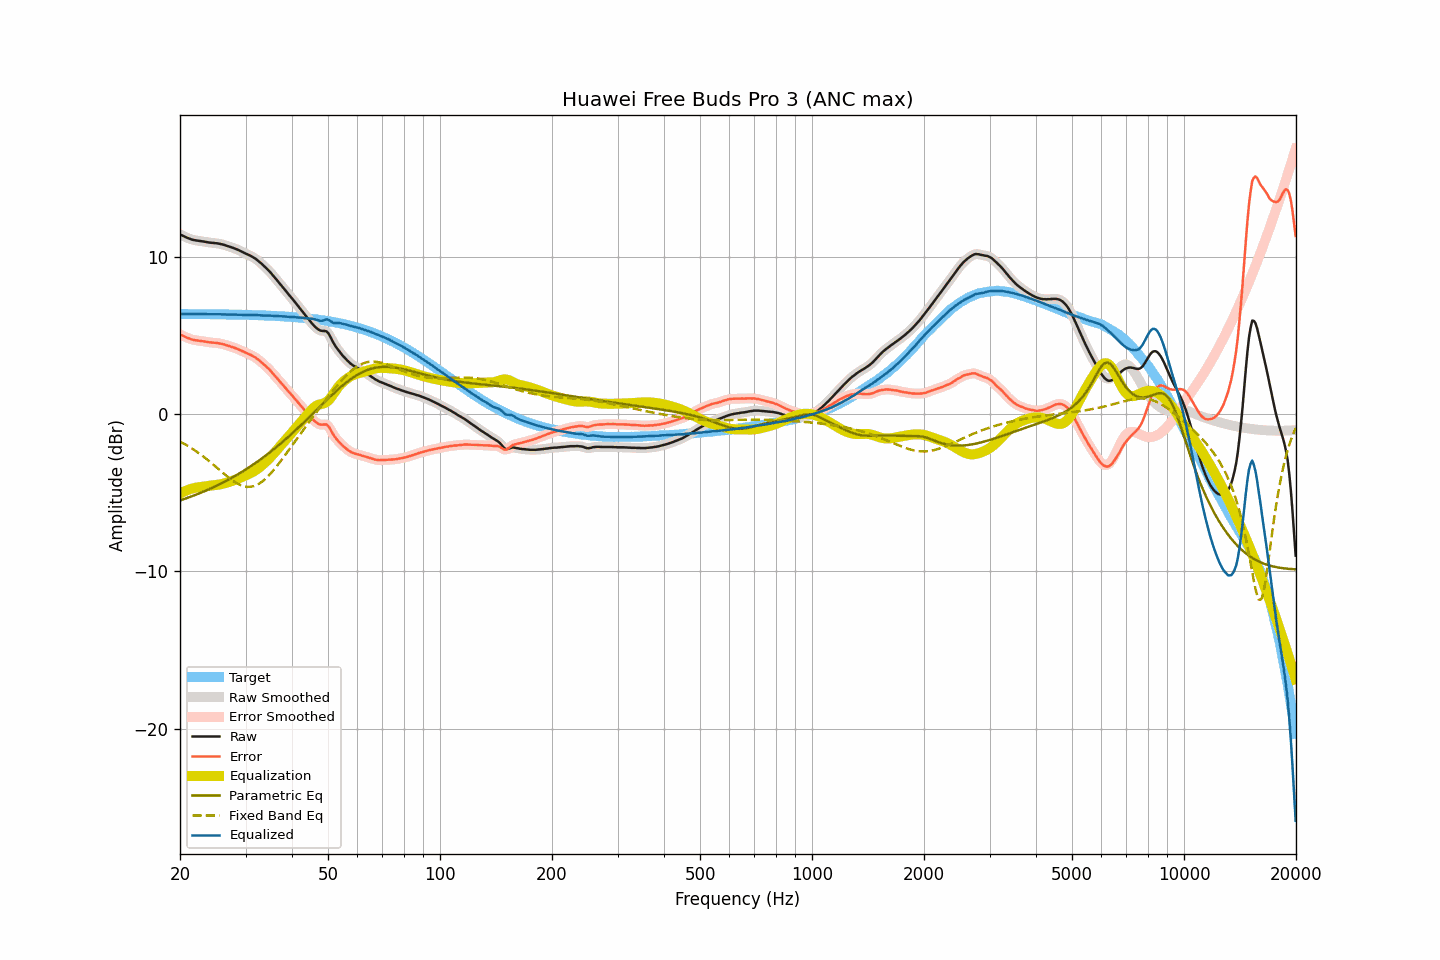 Huawei Free Buds Pro 3 (ANC max)
Amplitude (dBr)
10
0
−10
−20
Target
Raw Smoothed
Error Smoothed
Raw
Error
Equalization
Parametric Eq
Fixed Band Eq
Equalized
20 50 100 200 500 1000 2000 5000 10000 20000
Frequency (Hz)